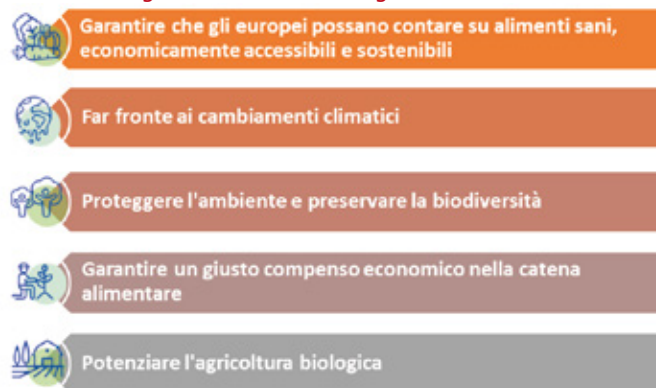 Garantire che gli europei possano contare su alimenti sani,
economicamente accessibili e sostenibili
Far fronte ai cambiamenti climatici
Proteggere l'ambiente e preservare la biodiversità
Garantire un giusto compenso economico nella catena
alimentare
Potenziare l'agricoltura biologica